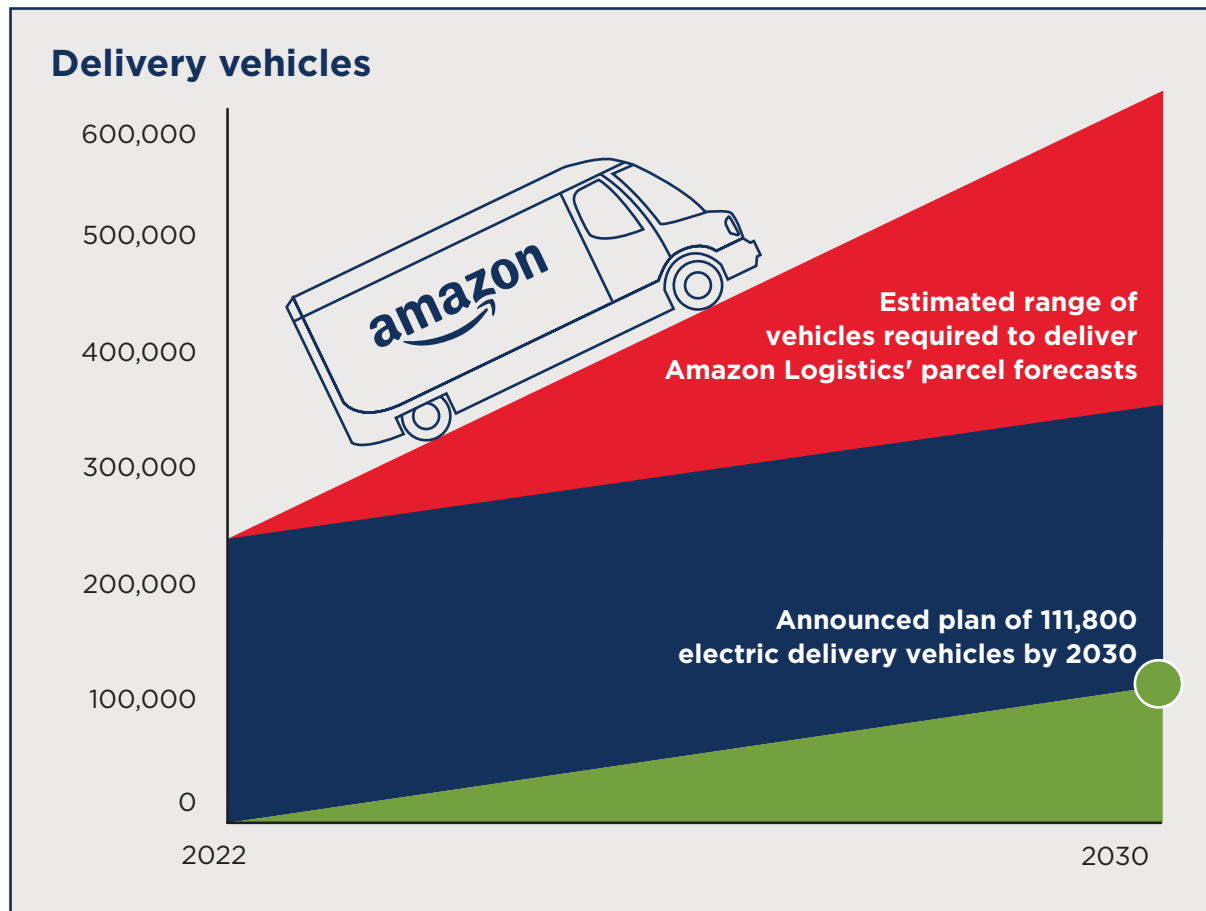 Delivery vehicles
600,000
500,000
400,000
300,000
200,000
100,000
0
amazon
Estimated range of
vehicles required to deliver
Amazon Logistics' parcel forecasts
Announced plan of 111,800
electric delivery vehicles by 2030
2022
2030